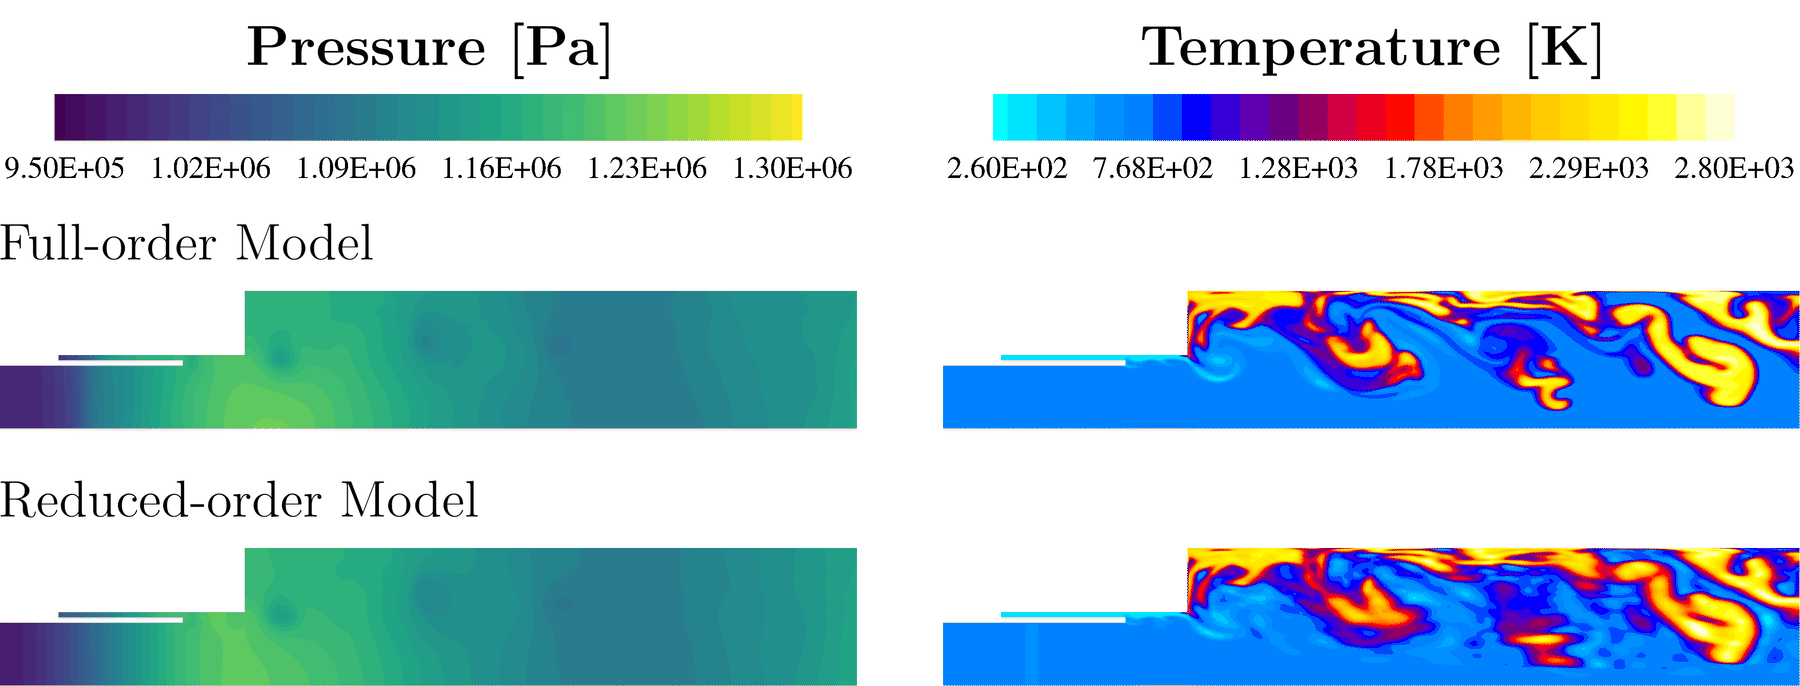 Pressure [Pa]
Temperature [K]
9.50E+05 1.02E+06 1.09E+06 1.16E+06 1.23E+06 1.30E+06
2.60E+02 7.68E+02 1.28E+03 1.78E+03 2.29E+03 2.80E+03
Full-order Model
Reduced-order Model